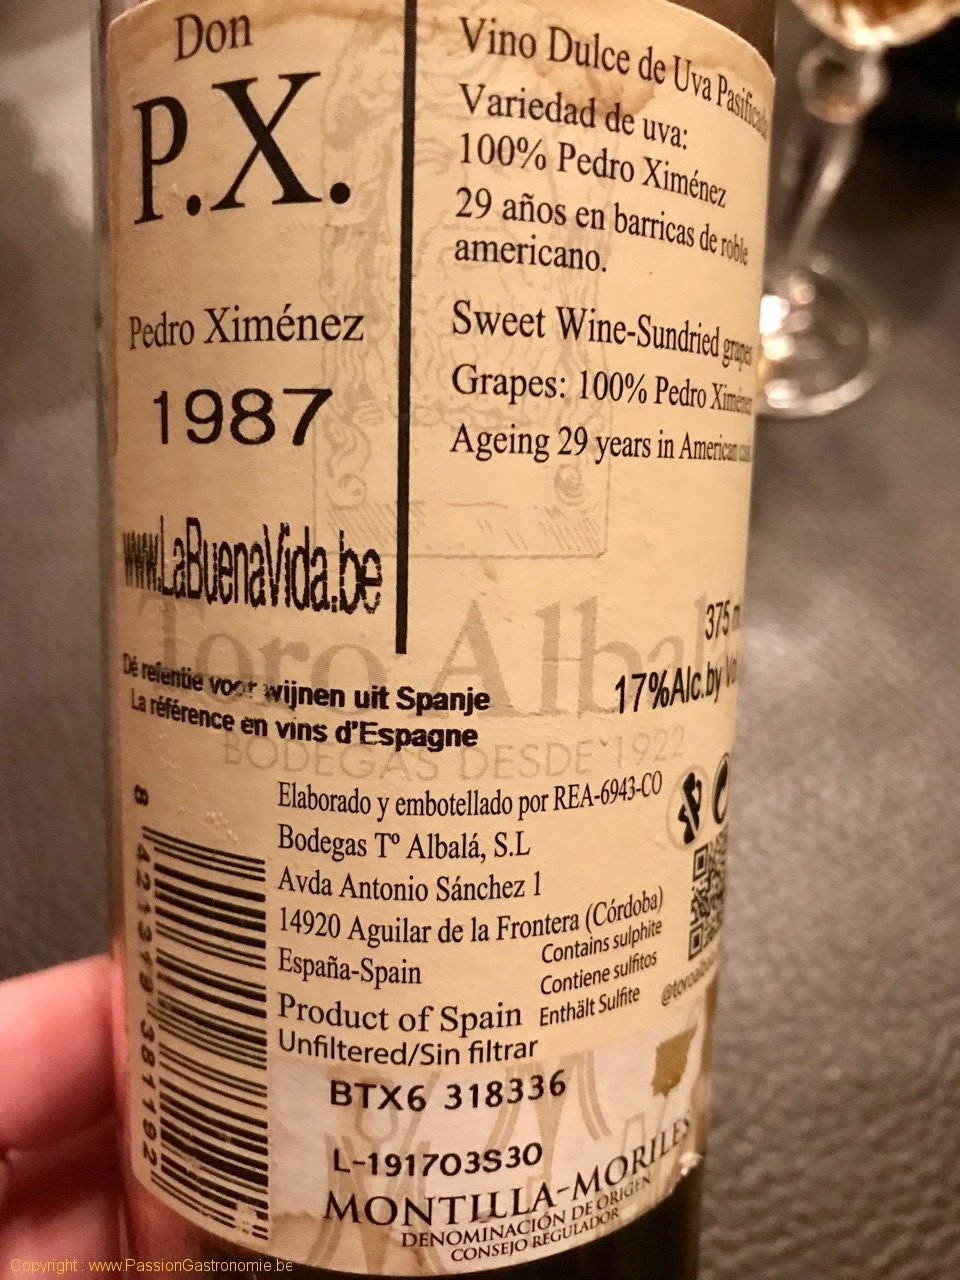 Don
P.X.
Pedro Ximénez
1987
www.LaBuenaVida.be
De referentie voor wijnen uit Spanje
La référence en vins d'Espagne
Vino Dulce de Uva Pasificada
Variedad de uva:
100% Pedro Ximénez
29 años en barricas de roble
americano.
Sweet Wine-Sundried grapes
Grapes: 100% Pedro Ximénez
Ageing 29 years in American
375 m
17%Alc.by Vol
Toro Albalá
BODEGAS DESDE 1922
Elaborado y embotellado por REA-6943-CO
Bodegas Tº Albalá, S.L
Avda Antonio Sánchez 1
14920 Aguilar de la Frontera (Córdoba)
España-Spain
Contains sulphite
Contiene sulfitos
Enthält Sulfite
Product of Spain
Unfiltered/Sin filtrar
8 421319 381192
BTX6 318336
L-191703S30
MONTILLA-MORILES
DENOMINACIÓN DE ORIGEN
CONSEJO REGULADOR
Copyright : www.PassionGastronomie.be